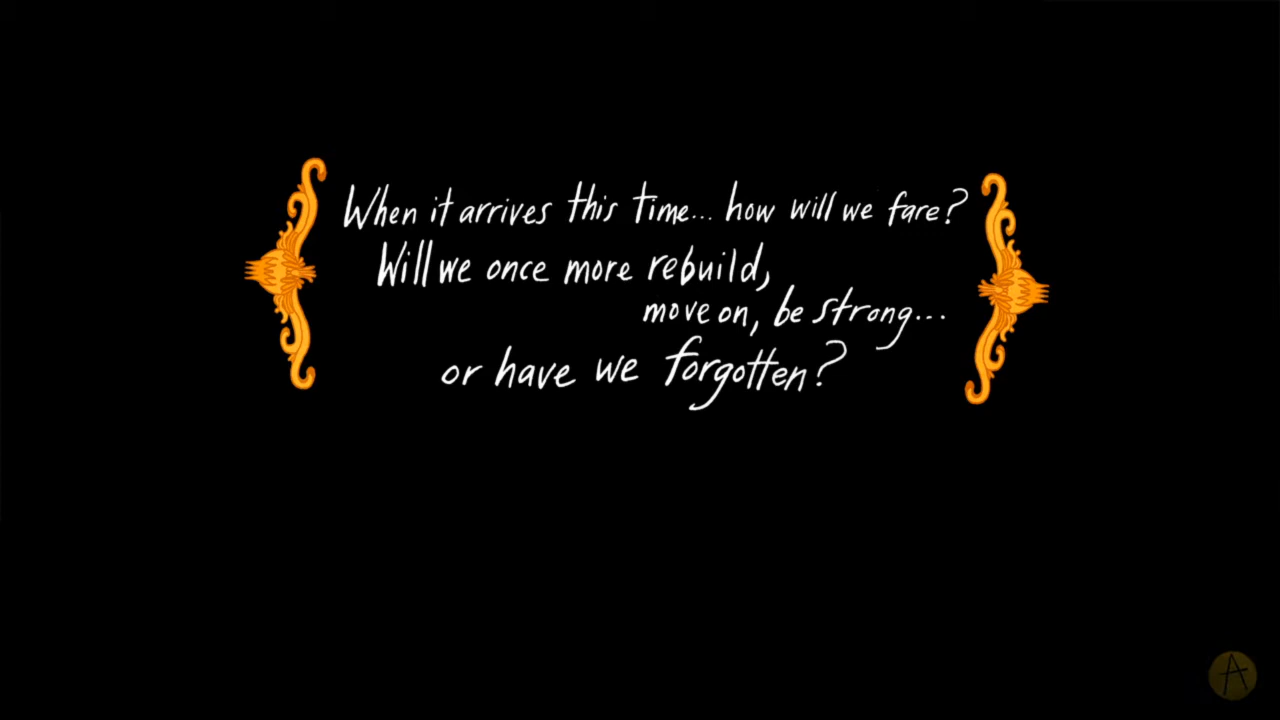 When it arrives this time... how will we fare?
Will we once more rebuild,
move on, be strong...
or have we forgotten?
A